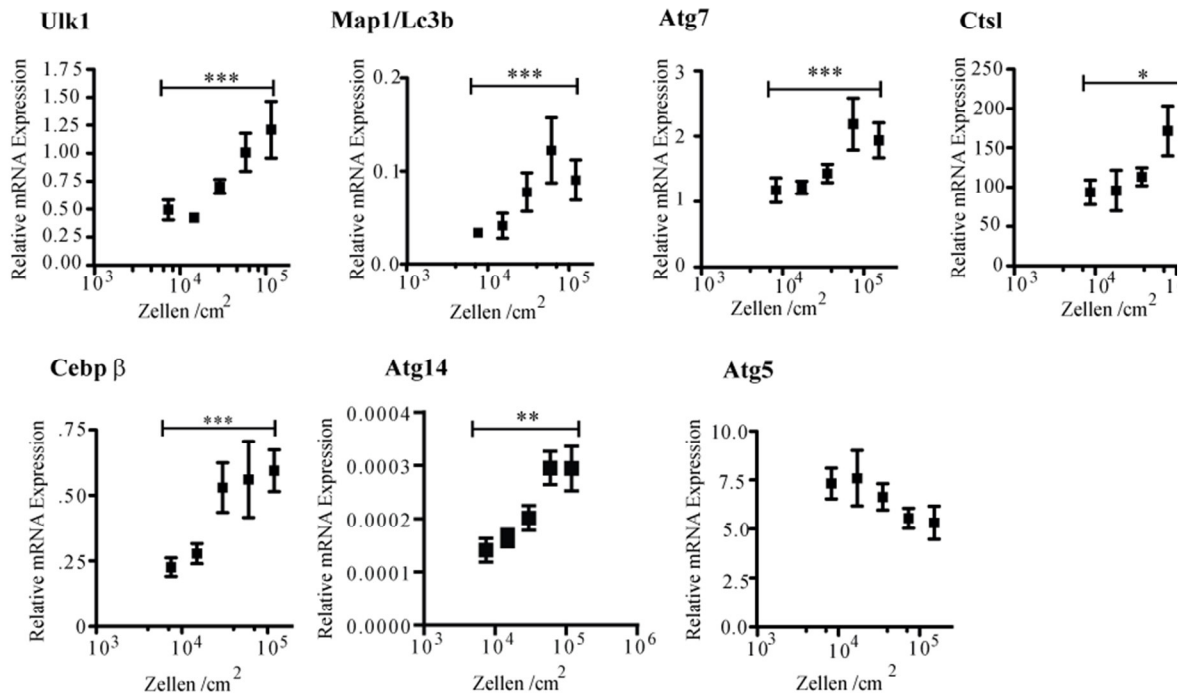 Ulk1
***
Relative mRNA Expression
1.75
1.50
1.25
1.00
0.75
0.50
0.25
0.00
10³ 10⁴ 10⁵
Zellen /cm²
Map1/Lc3b
***
Relative mRNA Expression
0.2
0.1
0.0
10³ 10⁴ 10⁵
Zellen /cm²
Atg7
***
Relative mRNA Expression
3
2
1
0
10³ 10⁴ 10⁵
Zellen /cm²
Ctsl
*
Relative mRNA Expression
250
200
150
100
50
0
10³ 10⁴
Zellen /cm²
Cebp β
***
Relative mRNA Expression
.75
.50
.25
0
10³ 10⁴ 10⁵
Zellen /cm²
Atg14
**
Relative mRNA Expression
0.0004
0.0003
0.0002
0.0001
0.0000
10³ 10⁴ 10⁵ 10⁶
Zellen /cm²
Atg5
Relative mRNA Expression
10.0
7.5
5.0
2.5
0.0
10³ 10⁴ 10⁵
Zellen /cm²